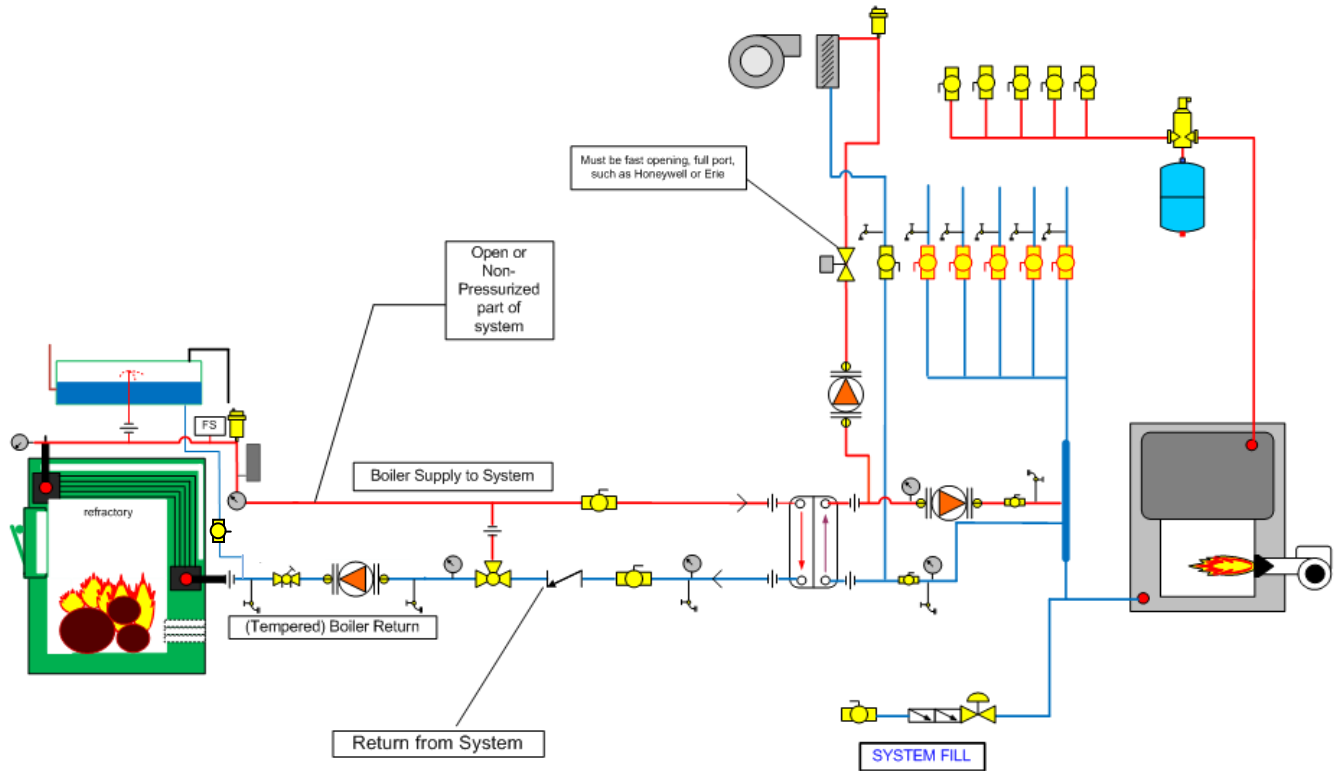 Must be fast opening, full port,
such as Honeywell or Erie
Open or
Non-
Pressurized
part of
system
FS
Boiler Supply to System
refractory
(Tempered) Boiler Return
Return from System
SYSTEM FILL